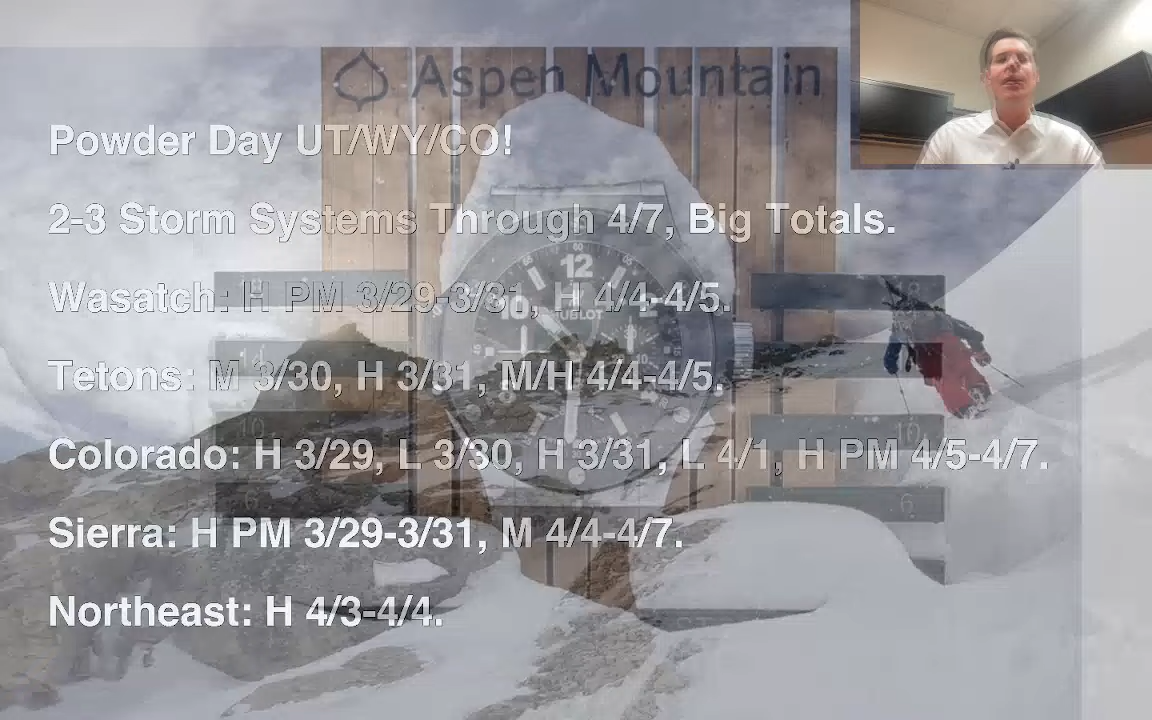 Aspen Mountain
Powder Day UT/WY/CO!
2-3 Storm Systems Through 4/7, Big Totals.
12
Wasatch: H PM 3/29-3/31, H 4/4-4/5.
Tetons: M 3/30, H 3/31, M/H 4/4-4/5.
10
Colorado: H 3/29, L 3/30, H 3/31, L 4/1, H PM 4/5-4/7.
6
Sierra: H PM 3/29-3/31, M 4/4-4/7.
Northeast: H 4/3-4/4.